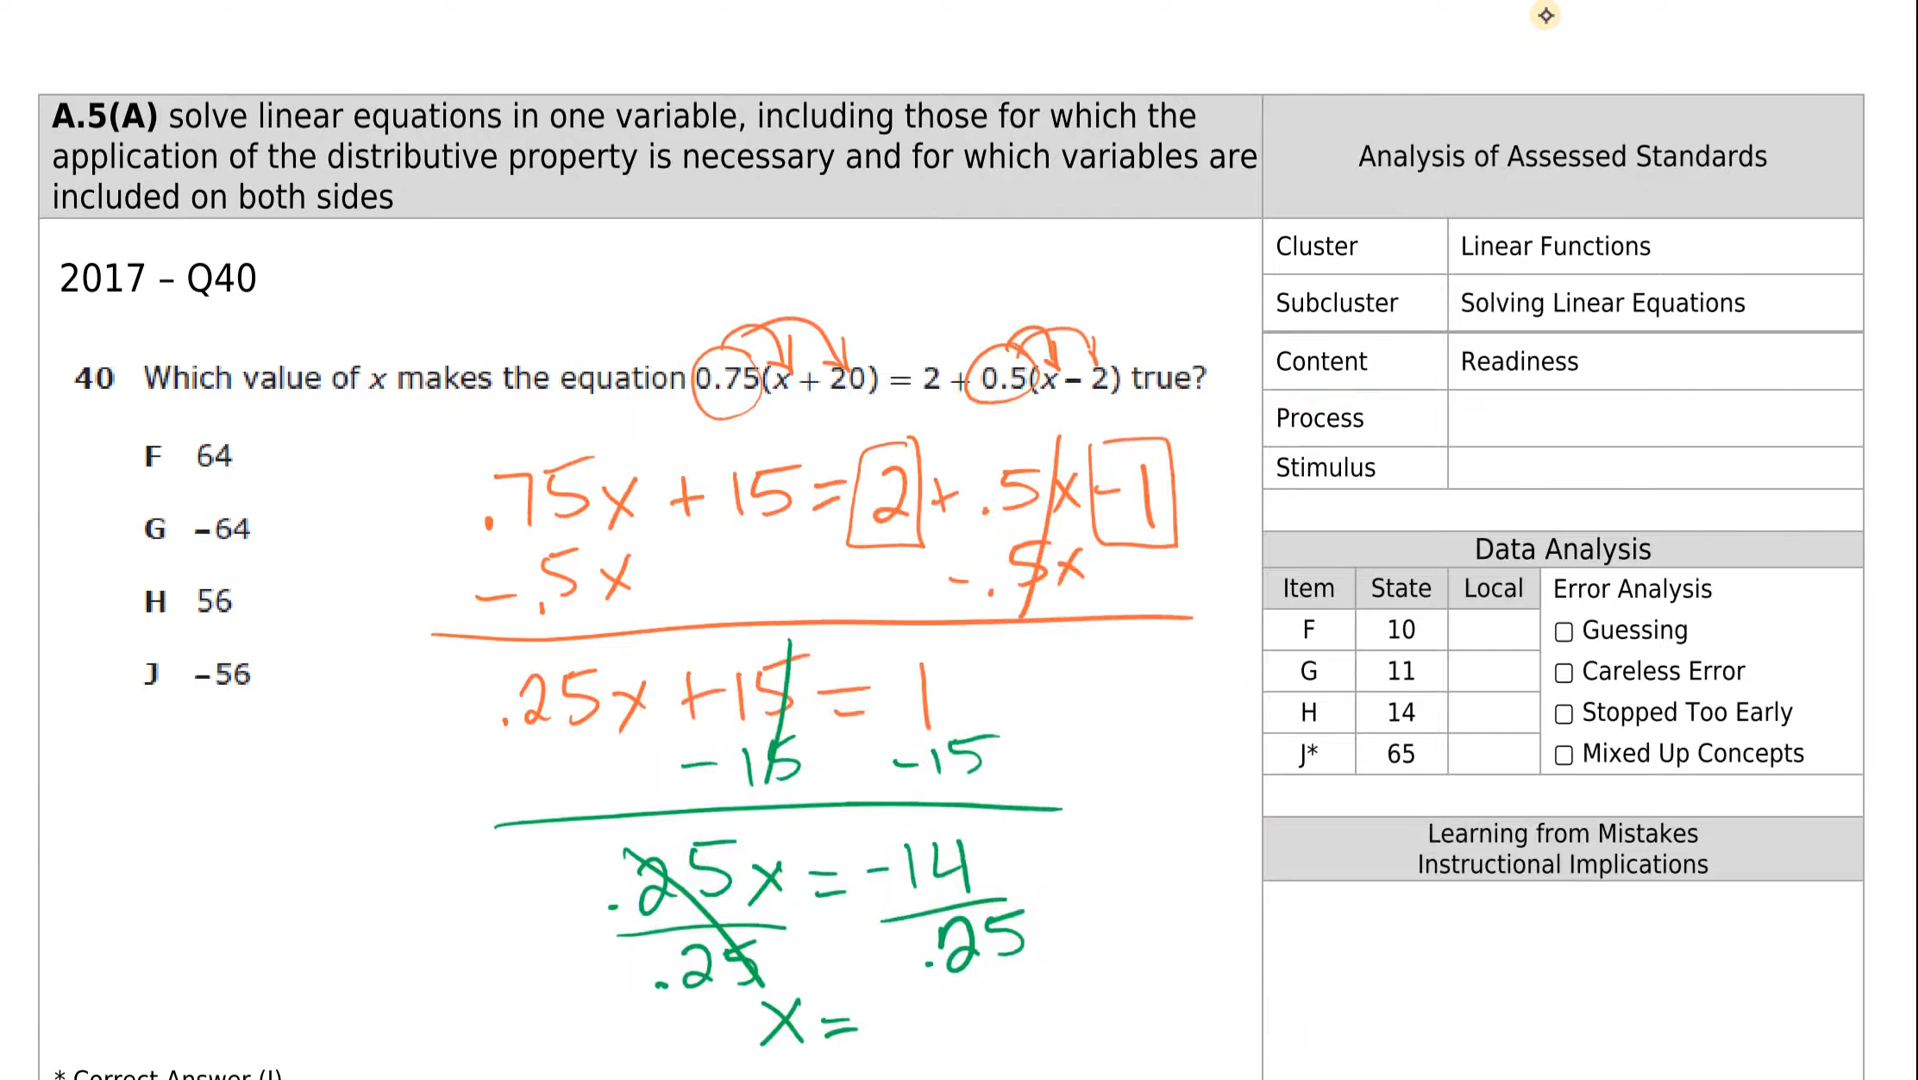 A.5(A) solve linear equations in one variable, including those for which the
application of the distributive property is necessary and for which variables are
included on both sides
Analysis of Assessed Standards
2017 – Q40
40 Which value of x makes the equation 0.75(x + 20) = 2 + 0.5(x – 2) true?
F 64
G –64
H 56
J –56
.75x + 15 = 2 + .5x - 1
- .5x - .5x
.25x + 15 = 1
- 15 - 15
.25x = -14
.25 .25
x =
* Correct Answer (J)
Cluster Linear Functions
Subcluster Solving Linear Equations
Content Readiness
Process
Stimulus
Data Analysis
Item State Local Error Analysis
F 10 ☐ Guessing
G 11 ☐ Careless Error
H 14 ☐ Stopped Too Early
J* 65 ☐ Mixed Up Concepts
Learning from Mistakes
Instructional Implications